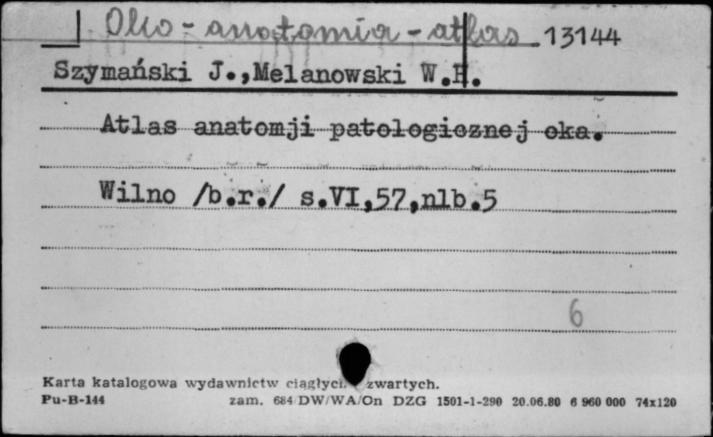 Oko - anatomia - atlas 13144
Szymański J.,Melanowski W.H.
Atlas anatomji patologicznej oka.
Wilno /b.r./ s.VI,57,nlb.5
6
Karta katalogowa wydawnictw ciągłych zwartych.
Pu-B-144 zam. 684/DW/WA/On DZG 1501-1-290 20.06.80 6 960 000 74x120